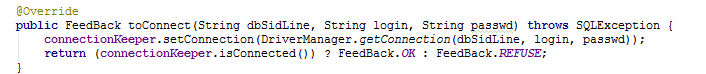 @Override
public FeedBack toConnect(String dbSidLine, String login, String passwd) throws SQLException {
connectionKeeper.setConnection(DriverManager.getConnection(dbSidLine, login, passwd));
return (connectionKeeper.isConnected()) ? FeedBack.OK : FeedBack.REFUSE;
}